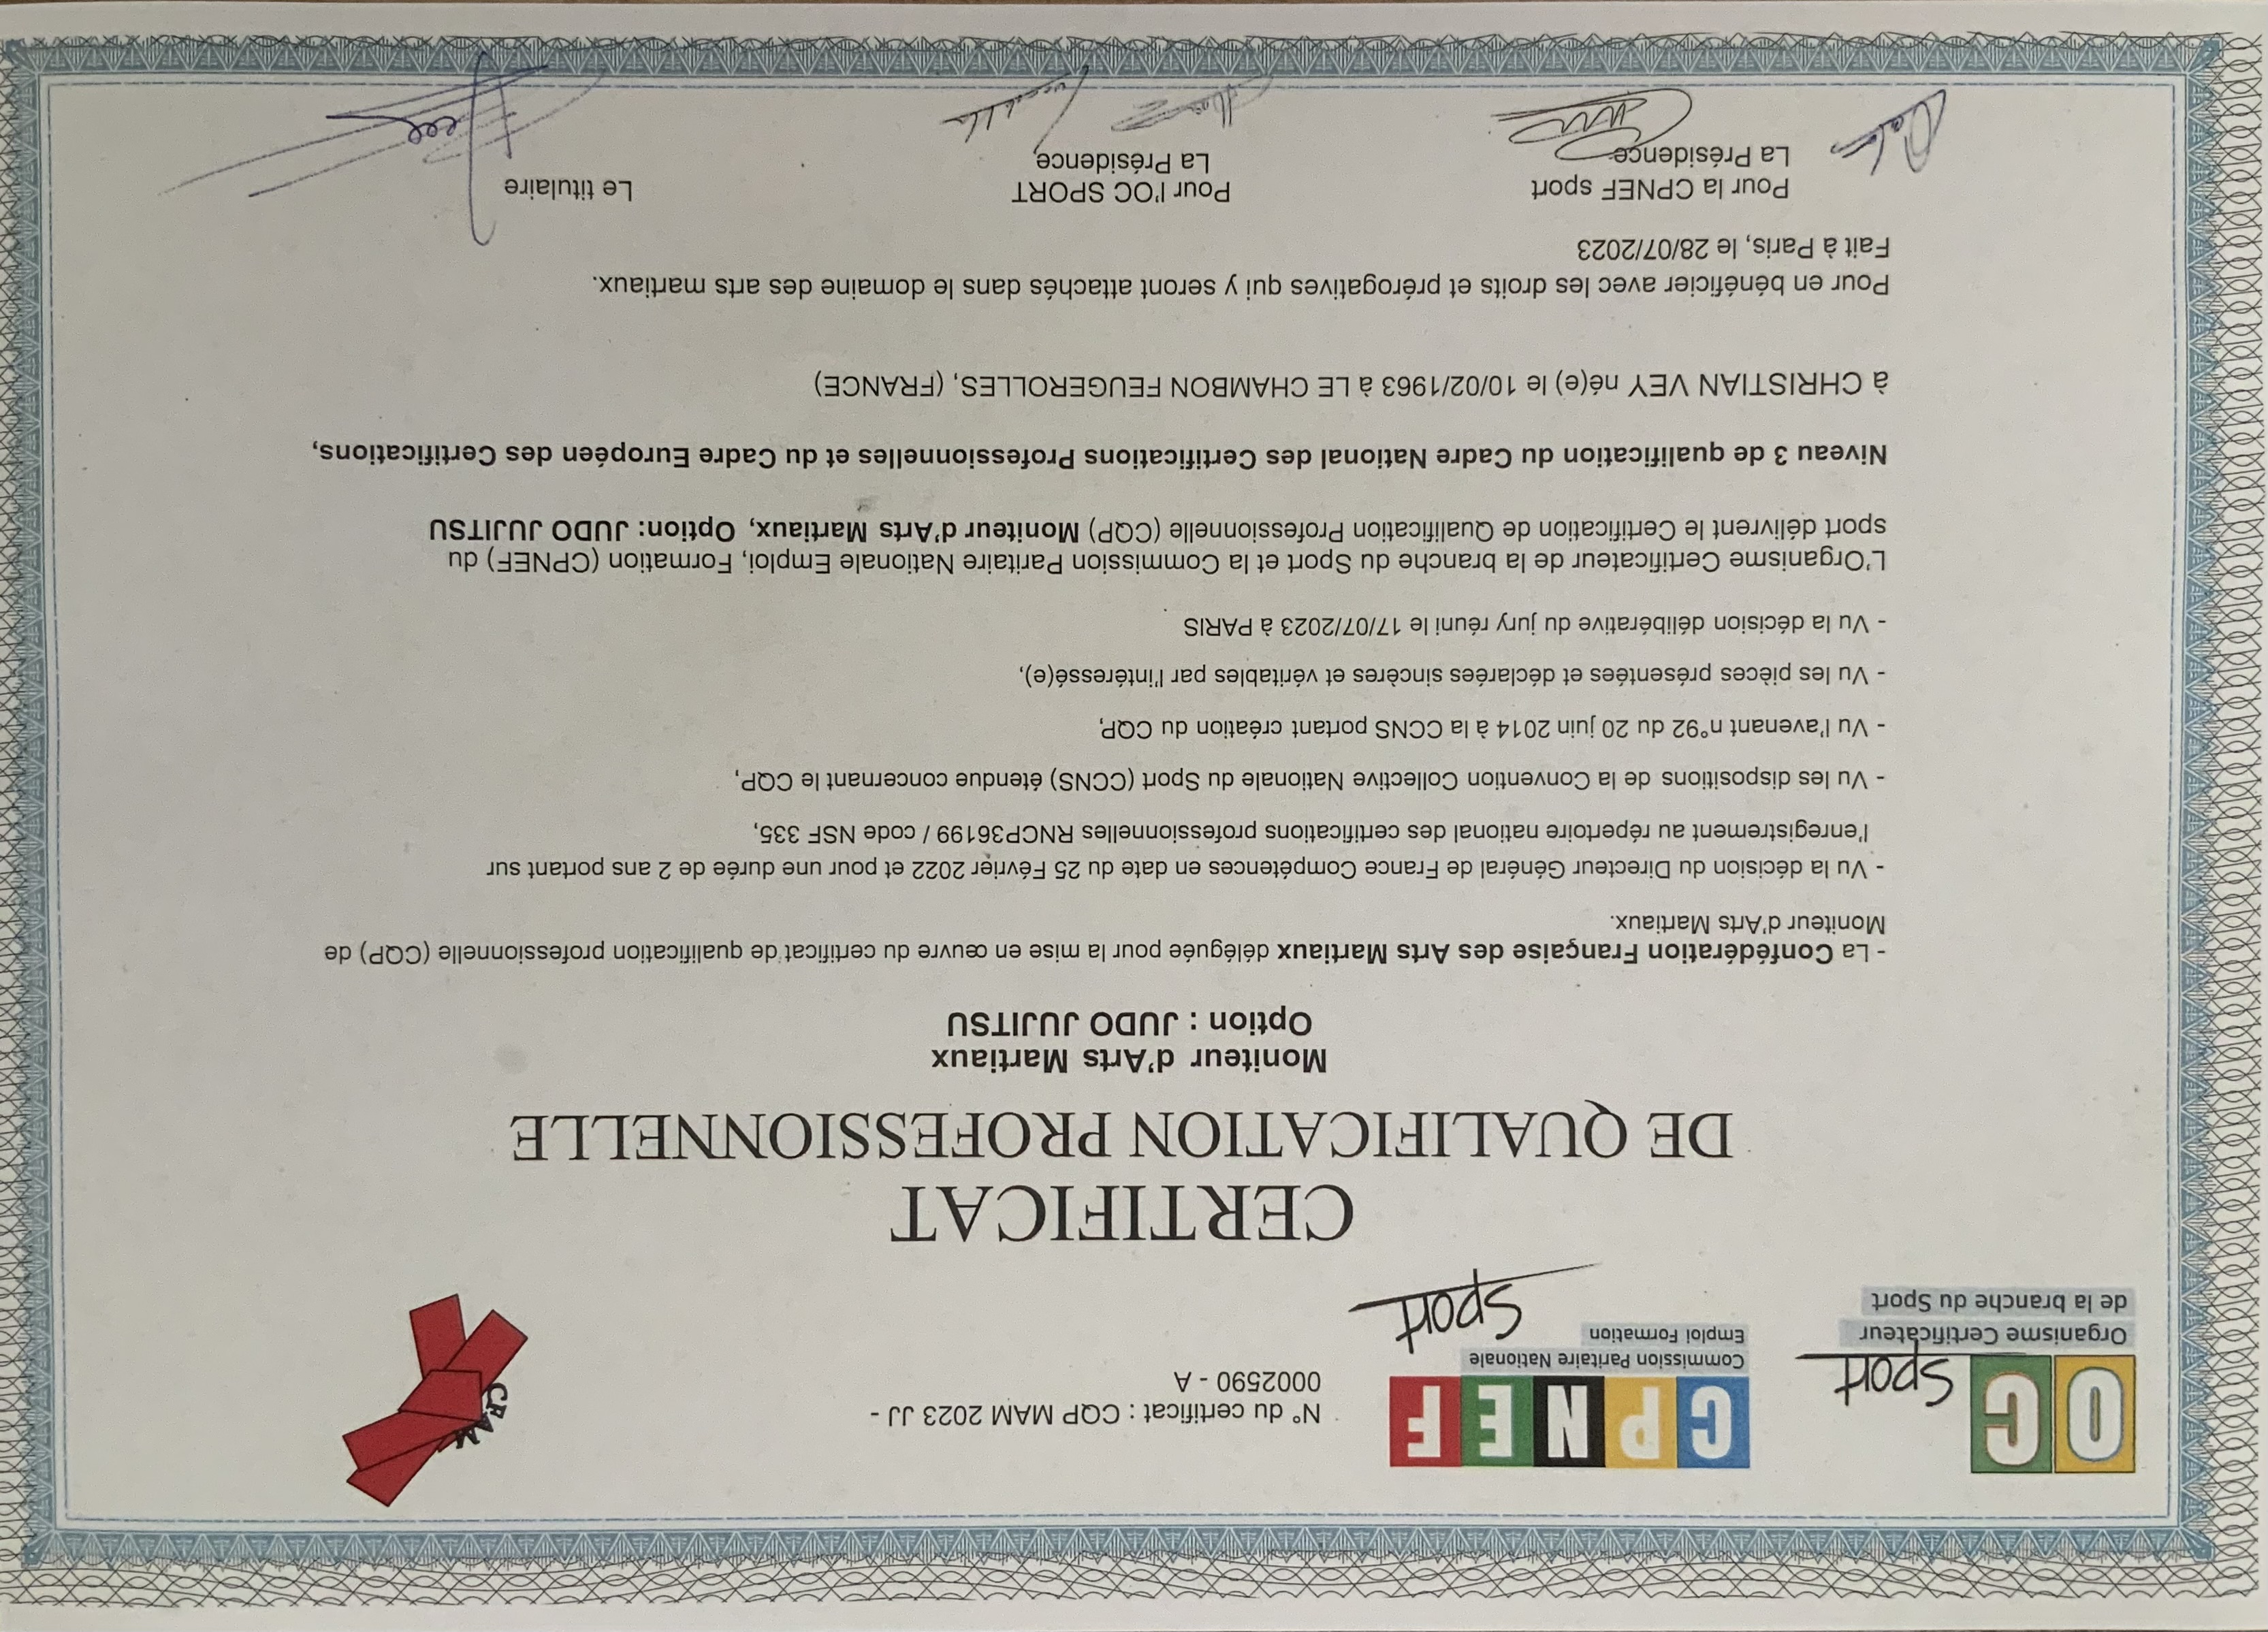 OC sport
Organisme Certificateur
de la branche du Sport
CPNEF
Commission Paritaire Nationale
Emploi Formation
sport
N° du certificat : CQP MAM 2023 JJ -
0002590 - A
CFAM
CERTIFICAT
DE QUALIFICATION PROFESSIONNELLE
Moniteur d'Arts Martiaux
Option : JUDO JUJITSU
- La Confédération Française des Arts Martiaux déléguée pour la mise en œuvre du certificat de qualification professionnelle (CQP) de
Moniteur d'Arts Martiaux.
- Vu la décision du Directeur Général de France Compétences en date du 25 Février 2022 et pour une durée de 2 ans portant sur
l'enregistrement au répertoire national des certifications professionnelles RNCP36199 / code NSF 335,
- Vu les dispositions de la Convention Collective Nationale du Sport (CCNS) étendue concernant le CQP,
- Vu l'avenant n°92 du 20 juin 2014 à la CCNS portant création du CQP,
- Vu les pièces présentées et déclarées sincères et véritables par l'intéressé(e),
- Vu la décision délibérative du jury réuni le 17/07/2023 à PARIS
L'Organisme Certificateur de la branche du Sport et la Commission Paritaire Nationale Emploi, Formation (CPNEF) du
sport délivrent le Certification de Qualification Professionnelle (CQP) Moniteur d'Arts Martiaux, Option: JUDO JUJITSU
Niveau 3 de qualification du Cadre National des Certifications Professionnelles et du Cadre Européen des Certifications,
à CHRISTIAN VEY né(e) le 10/02/1963 à LE CHAMBON FEUGEROLLES, (FRANCE)
Pour en bénéficier avec les droits et prérogatives qui y seront attachés dans le domaine des arts martiaux.
Fait à Paris, le 28/07/2023
Pour la CPNEF sport
La Présidence
Pour l'OC SPORT
La Présidence
Le titulaire